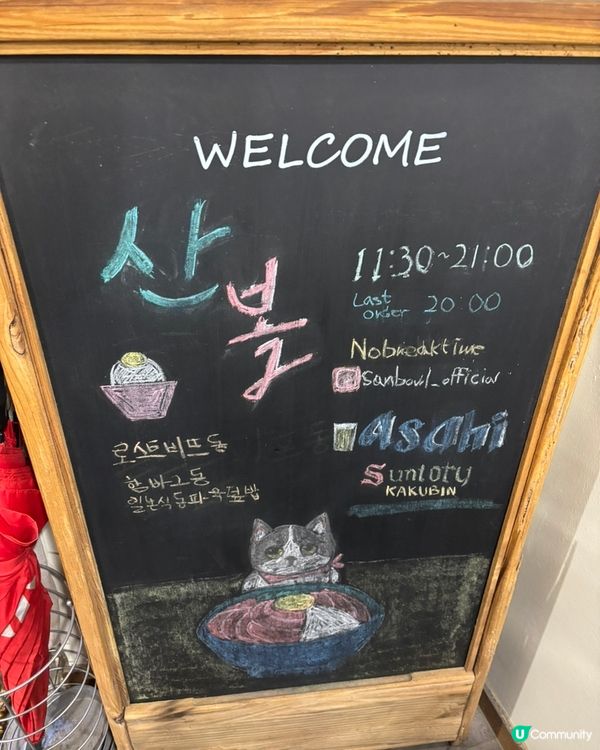 WELCOME
산
볼
11:30~21:00
Last order 20:00
Nobreaktime
Sanbowl_official
로스트비프동
함바그동
일본식등파육덮밥
asahi
Suntory
KAKUBIN
U Community